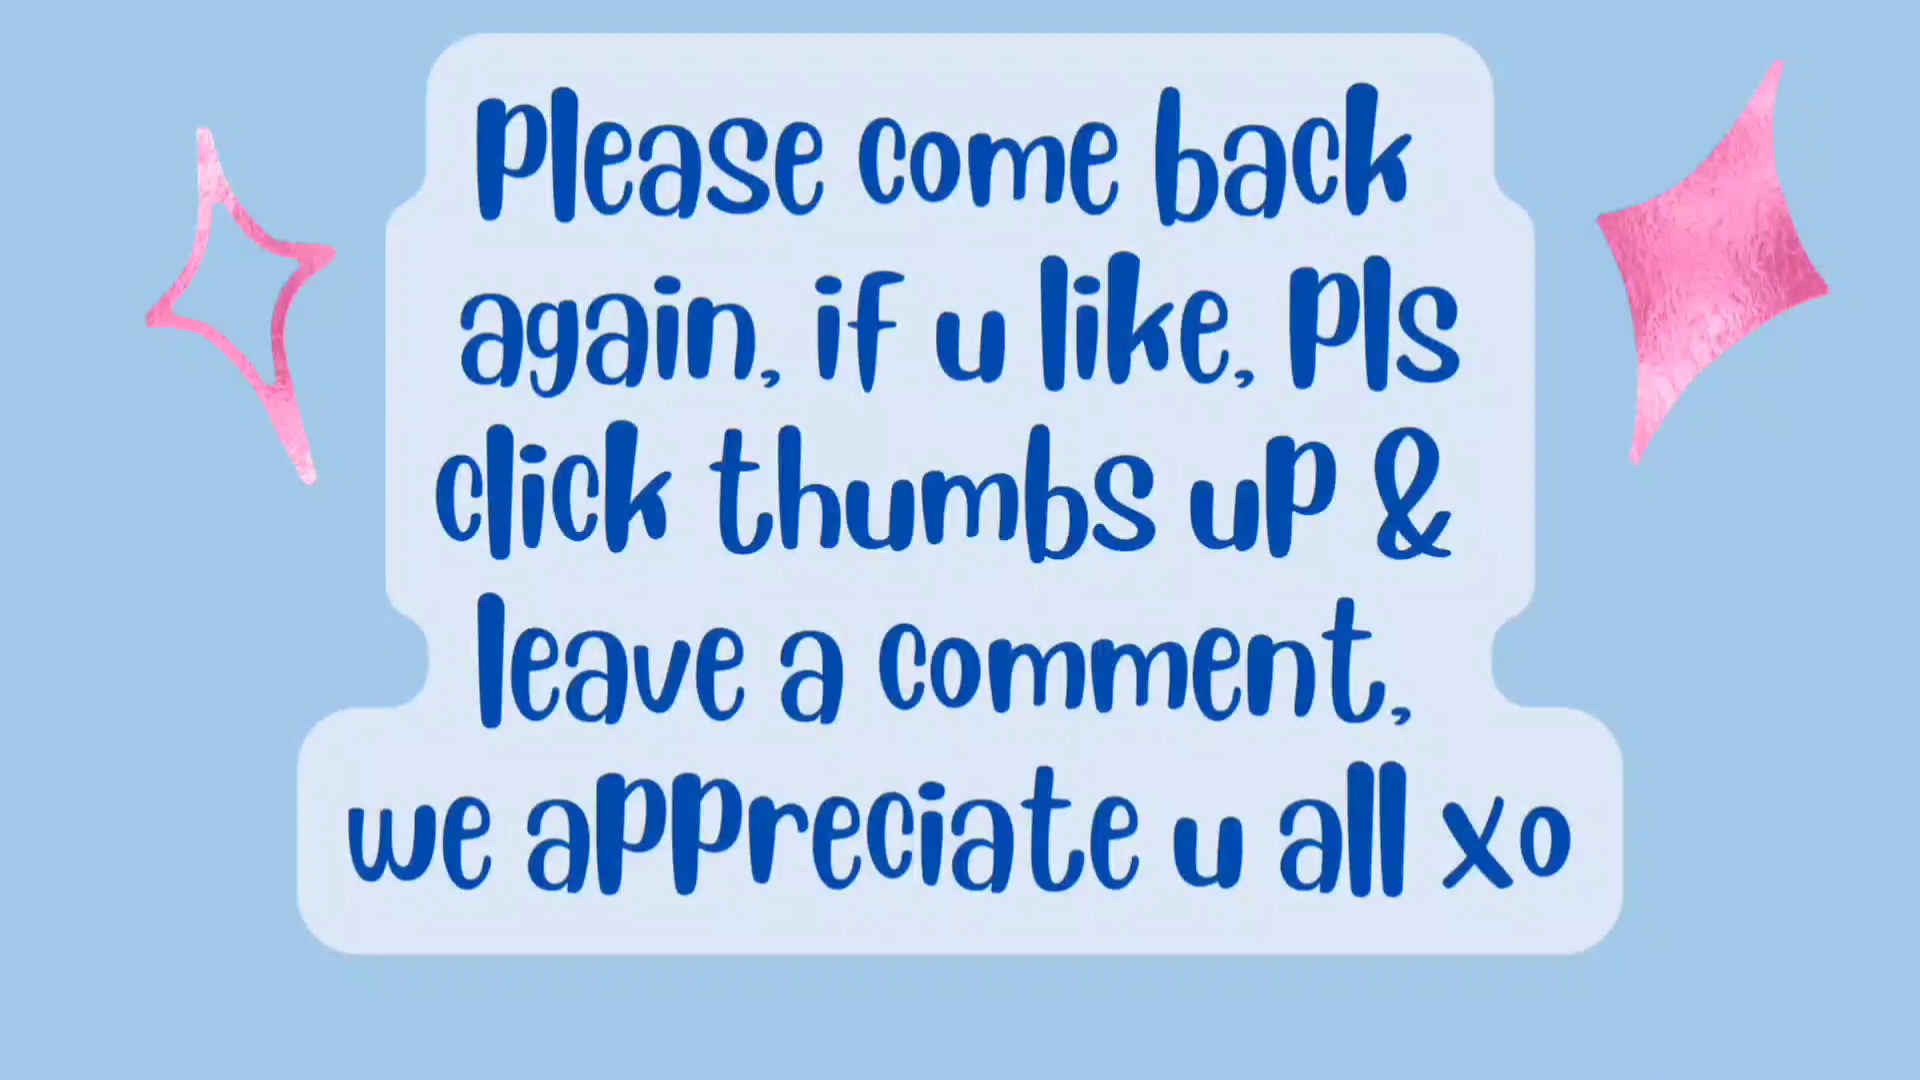 Please come back
again, if u like, pls
click thumbs up &
leave a comment,
we appreciate u all xo